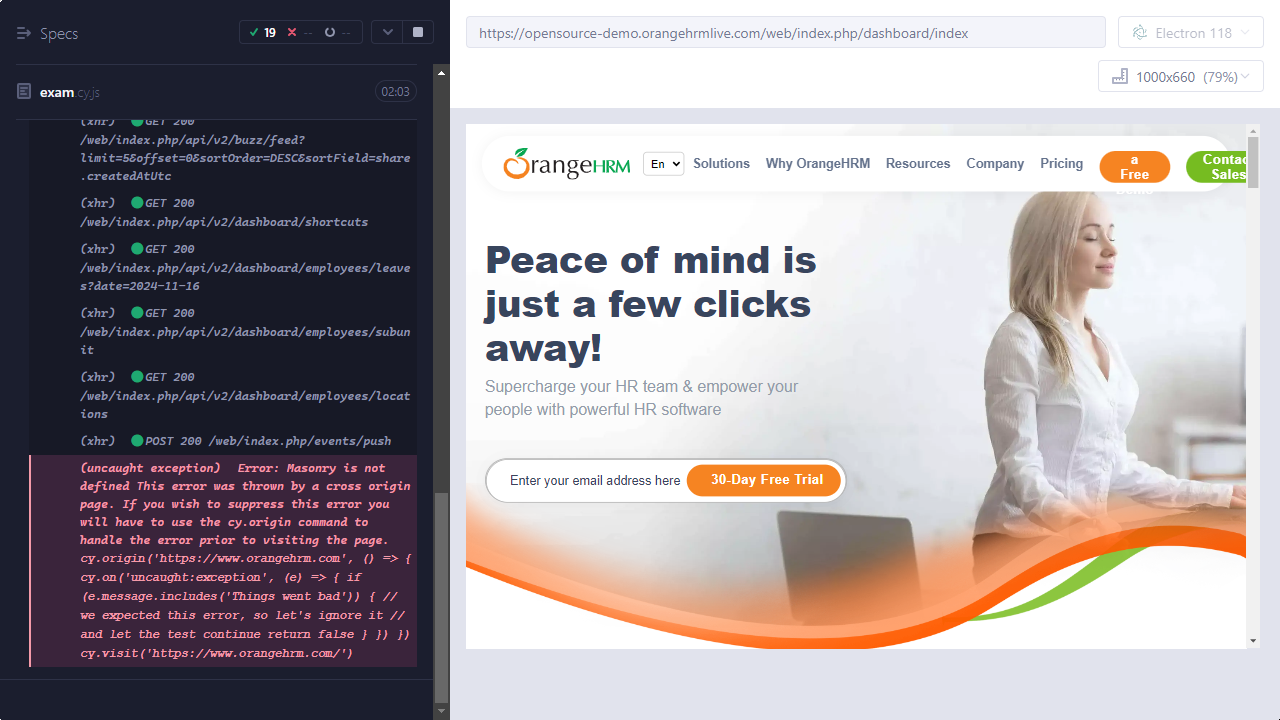 Specs
19
--
--
exam.cy.js
02:03
(xhr) GET 200
/web/index.php/api/v2/buzz/feed?
limit=5&offset=0&sortOrder=DESC&sortField=share
.createdAtUtc
(xhr) GET 200
/web/index.php/api/v2/dashboard/shortcuts
(xhr) GET 200
/web/index.php/api/v2/dashboard/employees/leave
s?date=2024-11-16
(xhr) GET 200
/web/index.php/api/v2/dashboard/employees/subun
it
(xhr) GET 200
/web/index.php/api/v2/dashboard/employees/locat
ions
(xhr) POST 200 /web/index.php/events/push
(uncaught exception) Error: Masonry is not
defined This error was thrown by a cross origin
page. If you wish to suppress this error you
will have to use the cy.origin command to
handle the error prior to visiting the page.
cy.origin('https://www.orangehrm.com', () => {
cy.on('uncaught:exception', (e) => { if
(e.message.includes('Things went bad')) { //
we expected this error, so let's ignore it //
and let the test continue return false } }) })
cy.visit('https://www.orangehrm.com/')
https://opensource-demo.orangehrmlive.com/web/index.php/dashboard/index
Electron 118
1000x660 (79%)
OrangeHRM
En
Solutions
Why OrangeHRM
Resources
Company
Pricing
a
Free
Contac
Sales
Peace of mind is
just a few clicks
away!
Supercharge your HR team & empower your
people with powerful HR software
Enter your email address here
30-Day Free Trial